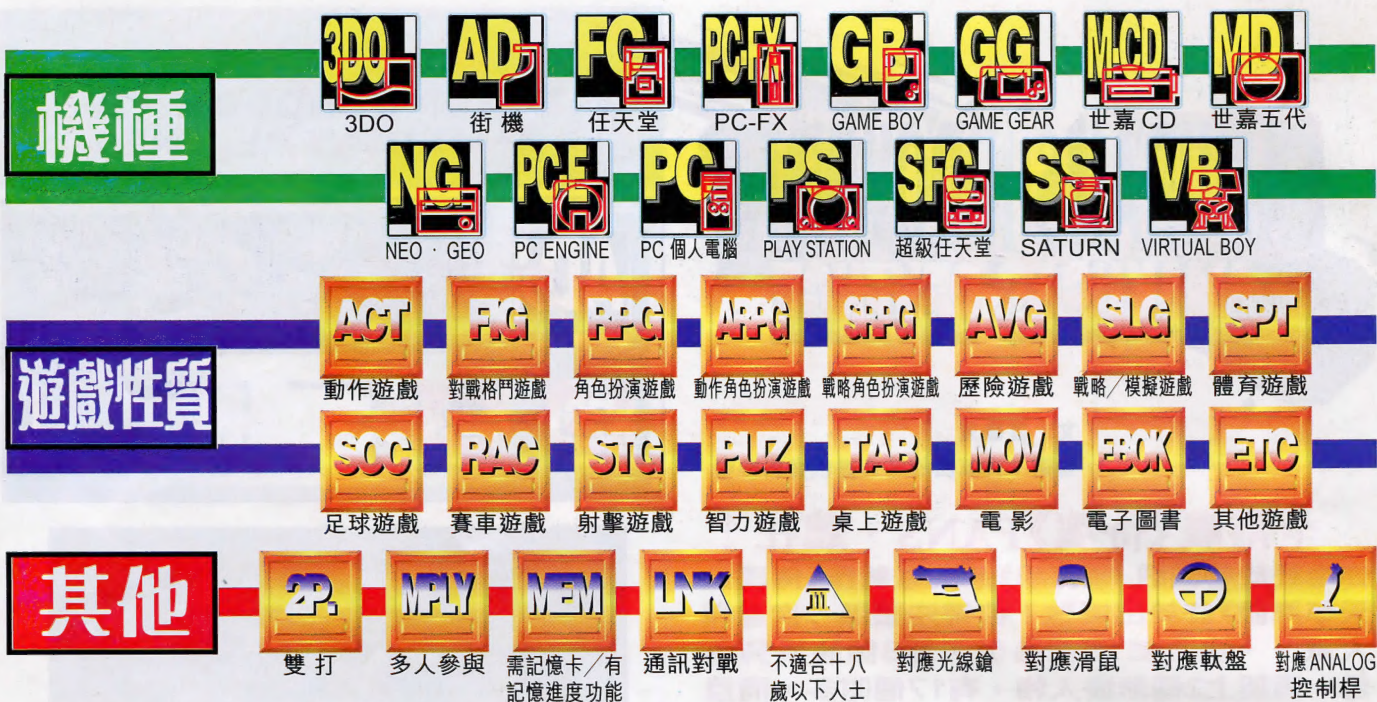 機種
3DO AD FC PC-FX GB GG M-CD MD
3DO 街機 任天堂 PC-FX GAME BOY GAME GEAR 世嘉 CD 世嘉五代
NG PC-E PC PS SFC SS VB
NEO · GEO PC ENGINE PC 個人電腦 PLAY STATION 超級任天堂 SATURN VIRTUAL BOY
遊戲性質
ACT FIG RPG ARPG SRPG AVG SLG SPT
動作遊戲 對戰格鬥遊戲 角色扮演遊戲 動作角色扮演遊戲 戰略角色扮演遊戲 歷險遊戲 戰略／模擬遊戲 體育遊戲
SOC RAC STG PUZ TAB MOV EBOK ETC
足球遊戲 賽車遊戲 射擊遊戲 智力遊戲 桌上遊戲 電影 電子圖書 其他遊戲
其他
2P. MPLY MEM LNK III
雙打 多人參與 需記憶卡／有 通訊對戰 不適合十八 對應光線鎗 對應滑鼠 對應軚盤 對應 ANALOG
記憶進度功能 歲以下人士 控制桿